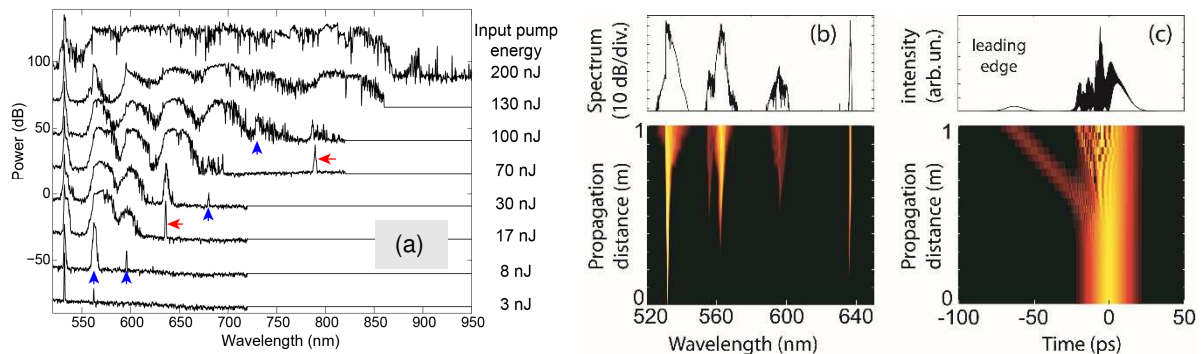 Input pump
energy
200 nJ
130 nJ
100 nJ
70 nJ
30 nJ
17 nJ
8 nJ
3 nJ
Power (dB)
100
50
0
−50
(a)
550 600 650 700 750 800 850 900 950
Wavelength (nm)
Spectrum
(10 dB/div.)
(b)
Propagation
distance (m)
1
0
520 560 600 640
Wavelength (nm)
intensity
(arb.un.)
leading
edge
(c)
Propagation
distance (m)
1
0
-100 -50 0 50
Time (ps)